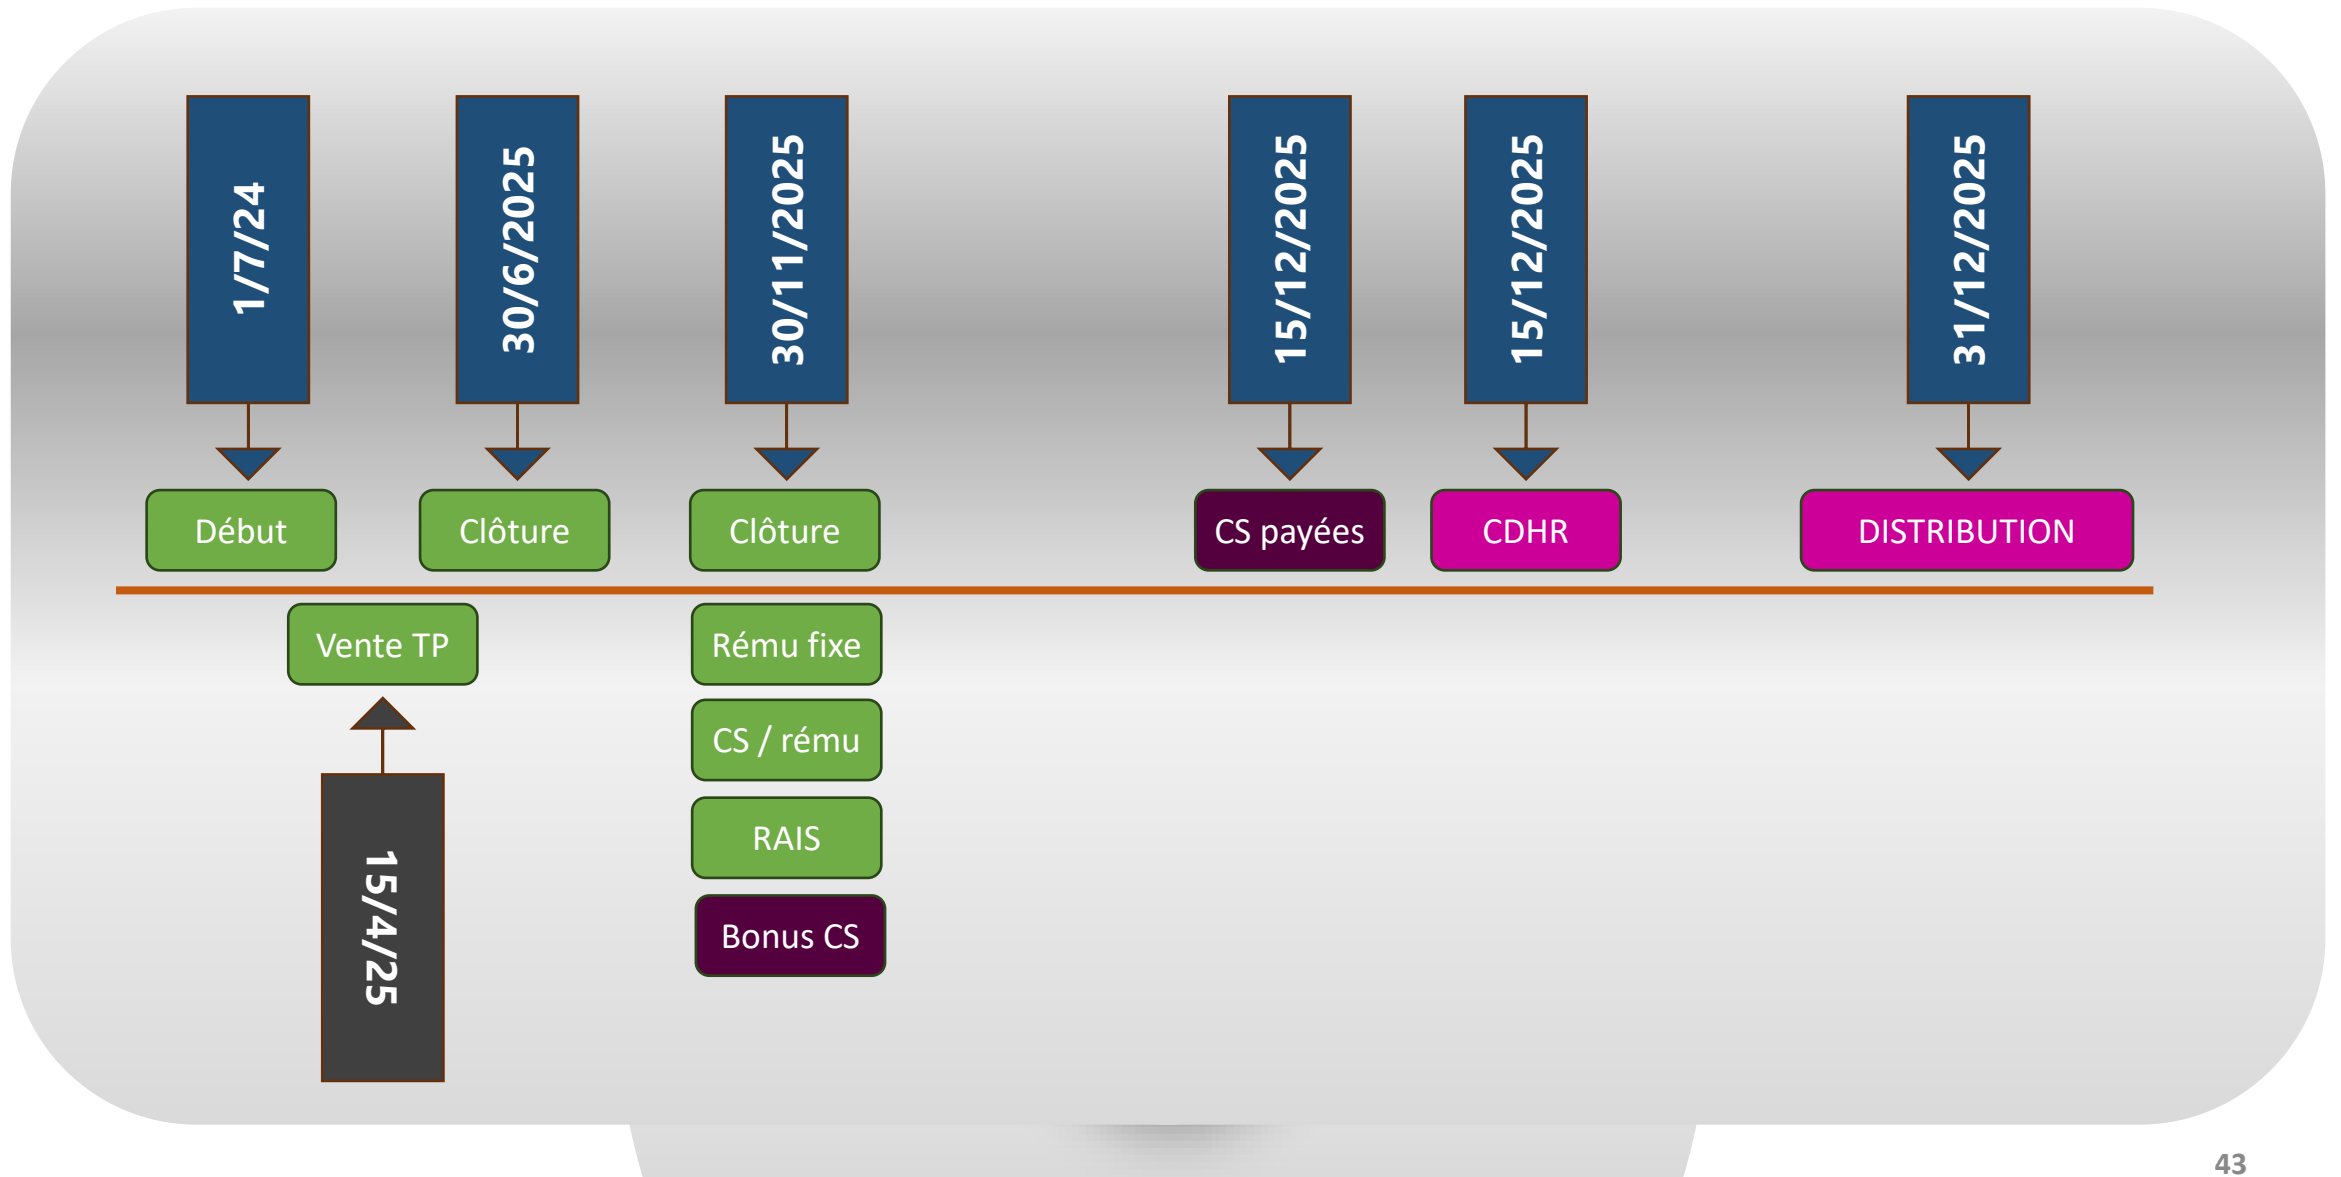 1/7/24
30/6/2025
30/11/2025
15/12/2025
15/12/2025
31/12/2025
Début
Clôture
Clôture
CS payées
CDHR
DISTRIBUTION
Vente TP
Rému fixe
CS / rému
RAIS
Bonus CS
15/4/25
43